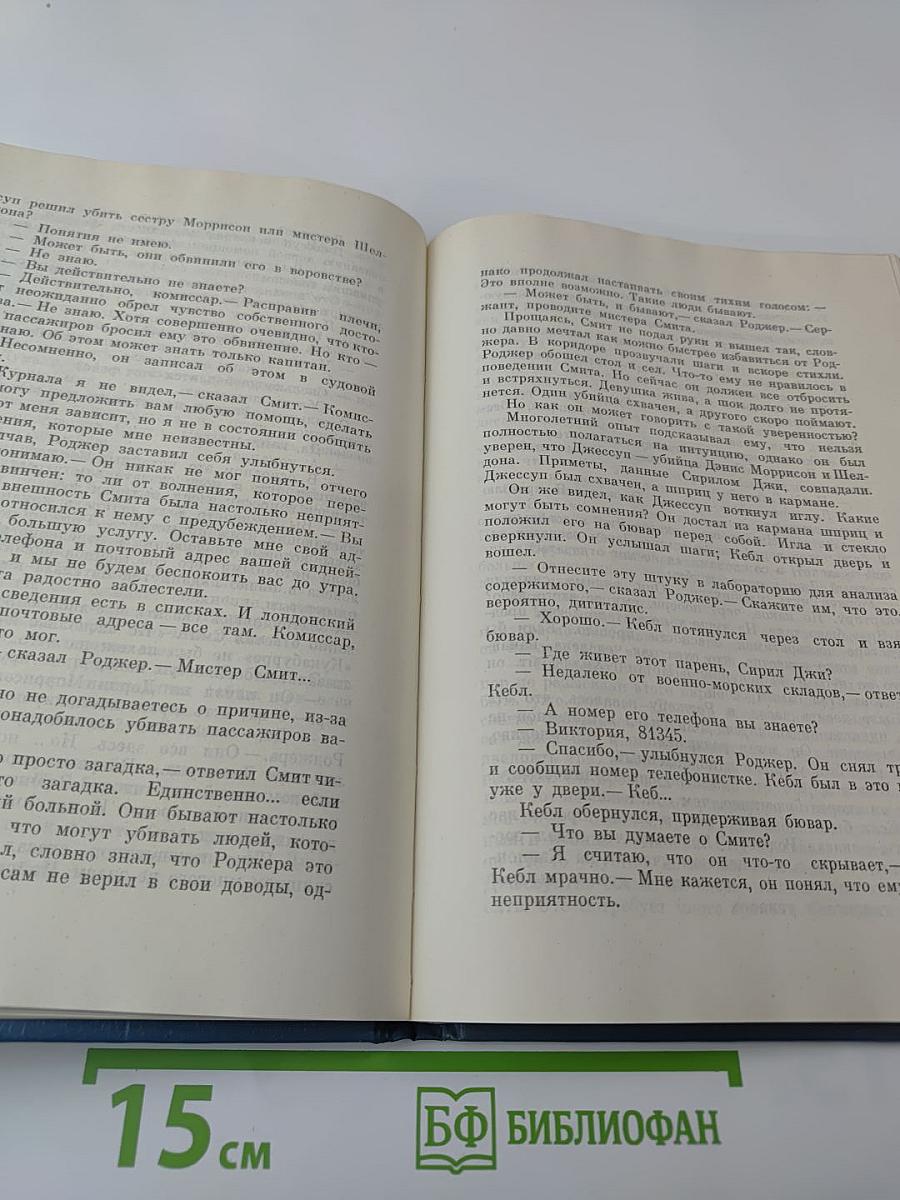 суп решил убить сестру Моррисон или мистера Шел-
она?
— Понятия не имею.
— Может быть, они обвинили его в воровстве?
— Не знаю.
— Вы действительно не знаете?
— Действительно, комиссар.— Расправив плечи,
т неожиданно обрел чувство собственного досто-
ва.— Не знаю. Хотя совершенно очевидно, что кто-
пассажиров бросил ему это обвинение. Но кто —
наю. Об этом может знать только капитан.
Несомненно, он записал об этом в судовой
Журнала я не видел,— сказал Смит.— Комис-
могу предложить вам любую помощь, сделать
от меня зависит, но я не в состоянии сообщить
ения, которые мне неизвестны.
лчав, Роджер заставил себя улыбнуться.
онимаю.— Он никак не мог понять, отчего
винчен: то ли от волнения, которое пере-
внешность Смита была настолько неприят-
относился к нему с предубеждением.— Вы
большую услугу. Оставьте мне свой ад-
елефона и почтовый адрес вашей сидней-
и мы не будем беспокоить вас до утра.
та радостно заблестели.
сведения есть в списках. И лондонский
почтовые адреса — все там. Комиссар,
то мог.
— сказал Роджер.— Мистер Смит...
но не догадываетесь о причине, из-за
онадобилось убивать пассажиров ва-
о просто загадка,— ответил Смит чи-
то загадка. Единственно... если
й больной. Они бывают настолько
что могут убивать людей, кото-
л, словно знал, что Роджера это
сам не верил в свои доводы, од-
нако продолжал настаивать своим тихим голосом: —
Это вполне возможно. Такие люди бывают.
— Может быть, и бывают,— сказал Роджер.— Сер-
жант, проводите мистера Смита.
Прощаясь, Смит не подал руки и вышел так, слов-
но давно мечтал как можно быстрее избавиться от Род-
жера. В коридоре прозвучали шаги и вскоре стихли.
Роджер обошел стол и сел. Что-то ему не нравилось в
поведении Смита. Но сейчас он должен все отбросить
и встряхнуться. Девушка жива, а шок долго не протя-
нется. Один убийца схвачен, а другого скоро поймают.
Но как он может говорить с такой уверенностью?
Многолетний опыт подсказывал ему, что нельзя
полностью полагаться на интуицию, однако он был
уверен, что Джессуп — убийца Дэнис Моррисон и Шел-
дона. Приметы, данные Сирилом Джи, совпадали.
Джессуп был схвачен, а шприц у него в кармане.
Он же видел, как Джессуп воткнул иглу. Какие
могут быть сомнения? Он достал из кармана шприц и
положил его на бювар перед собой. Игла и стекло
сверкнули. Он услышал шаги; Кебл открыл дверь и
вошел.
— Отнесите эту штуку в лабораторию для анализа
содержимого,— сказал Роджер.— Скажите им, что это,
вероятно, дигиталис.
— Хорошо.— Кебл потянулся через стол и взя
бювар.
— Где живет этот парень, Сирил Джи?
— Недалеко от военно-морских складов,— ответ
Кебл.
— А номер его телефона вы знаете?
— Виктория, 81345.
— Спасибо,— улыбнулся Роджер. Он снял тр
и сообщил номер телефонистке. Кебл был в это в
уже у двери.— Кеб...
Кебл обернулся, придерживая бювар.
— Что вы думаете о Смите?
— Я считаю, что он что-то скрывает,—
Кебл мрачно.— Мне кажется, он понял, что ему
неприятность.
15 см
БФ БИБЛИОФАН